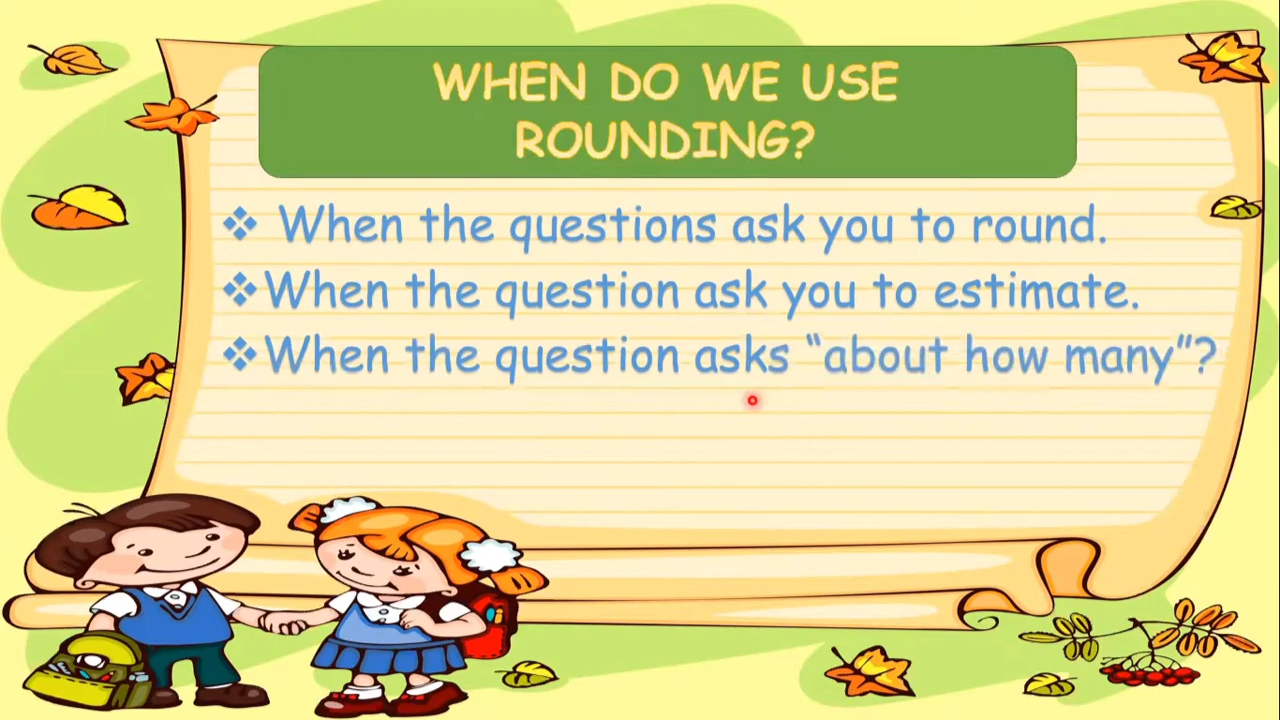 WHEN DO WE USE
ROUNDING?
❖ When the questions ask you to round.
❖When the question ask you to estimate.
❖When the question asks “about how many”?